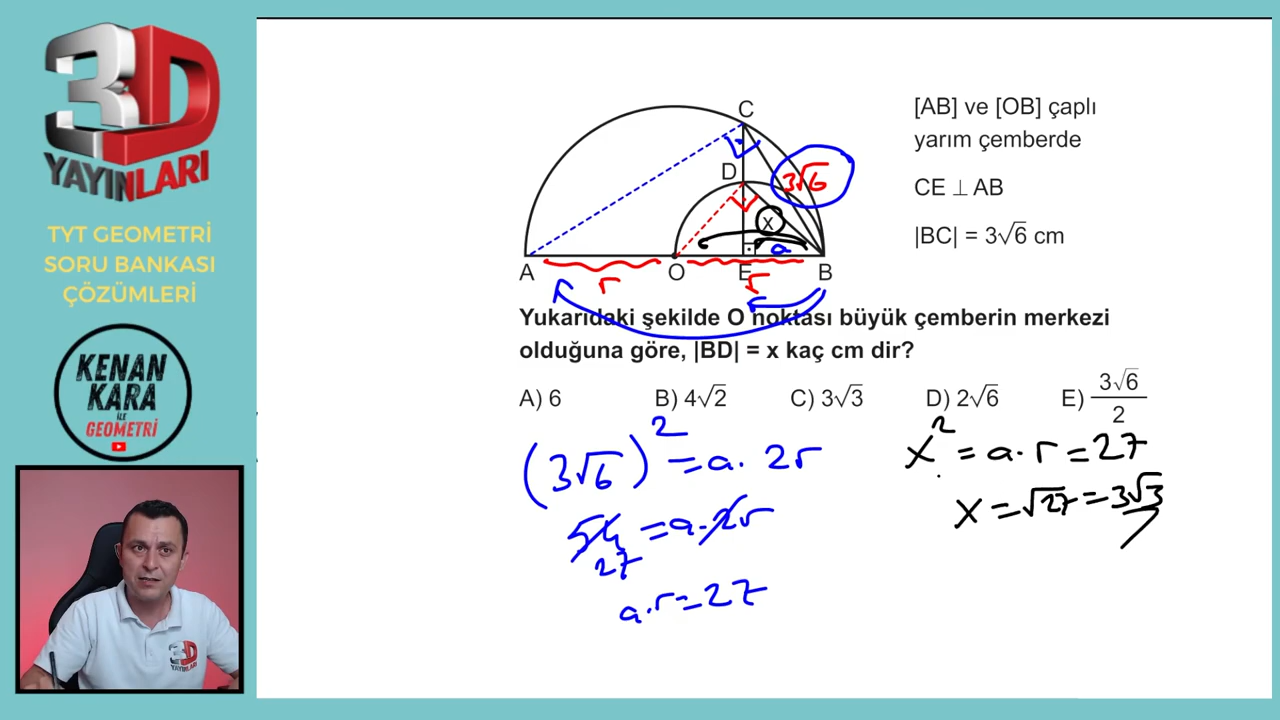 3D
YAYINLARI
TYT GEOMETRİ
SORU BANKASI
ÇÖZÜMLERİ
KENAN
KARA
İLE
GEOMETRİ
3D
YAYINLARI
C
D
3√6
x
a
A
O
E
B
r
r
[AB] ve [OB] çaplı
yarım çemberde
CE ⊥ AB
|BC| = 3√6 cm
Yukarıdaki şekilde O noktası büyük çemberin merkezi
olduğuna göre, |BD| = x kaç cm dir?
A) 6 B) 4√2 C) 3√3 D) 2√6 E) 3√6/2
(3√6)² = a. 2r
54 = a.2r
27
a.r=27
x² = a.r = 27
x = √27 = 3√3